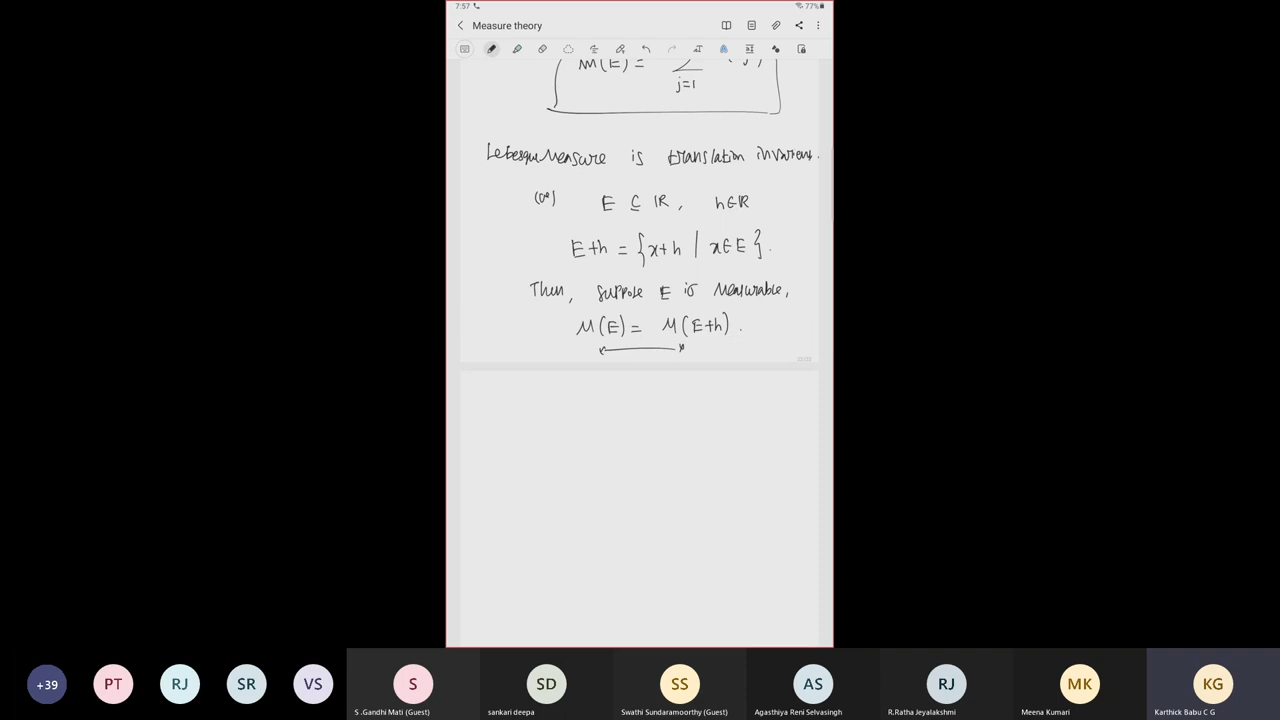 7:57
77%
Measure theory
M(E) =
j=1
Lebesgue Measure is translation invarient.
(or) E ⊆ ℝ, h∈ℝ
E+h = {x+h | x∈E}.
Then, suppose E is Measurable,
M(E) = M(E+h).
+39
PT
RJ
SR
VS
S
SD
SS
AS
RJ
MK
KG
S .Gandhi Mati (Guest)
sankari deepa
Swathi Sundaramoorthy (Guest)
Agasthiya Reni Selvasingh
R.Ratha Jeyalakshmi
Meena Kumari
Karthick Babu C G